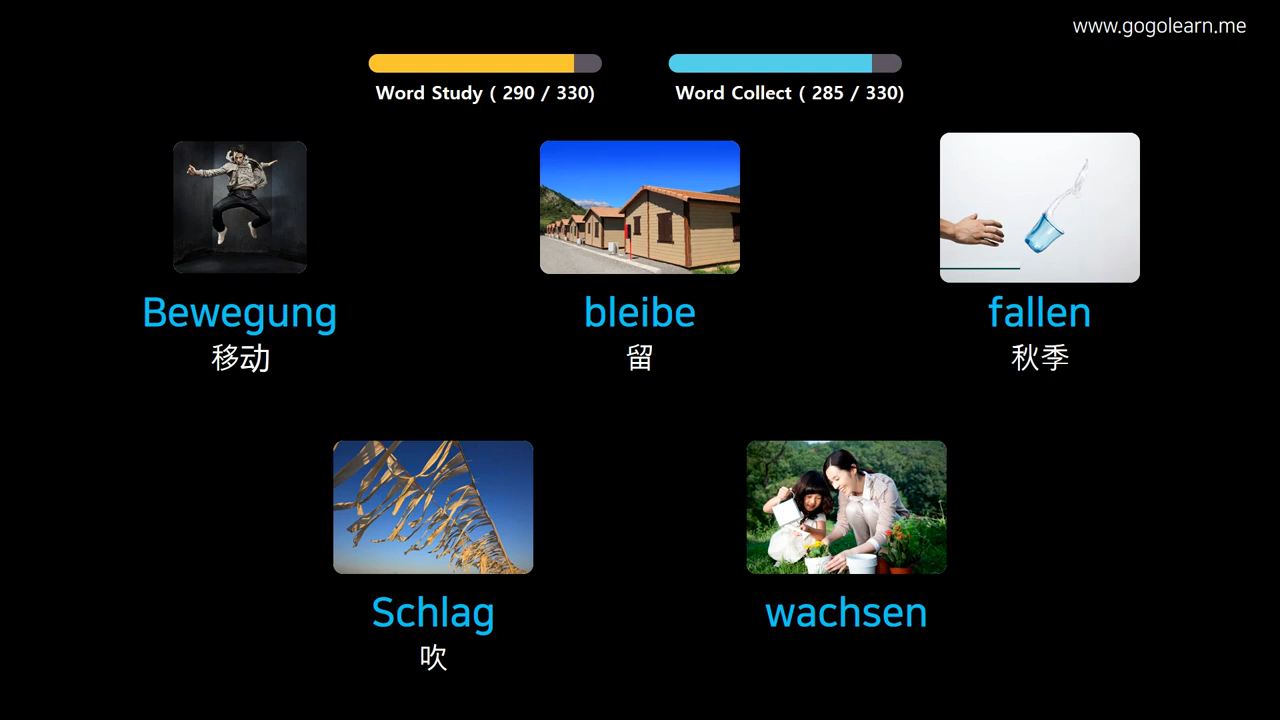 www.gogolearn.me
Word Study ( 290 / 330)
Word Collect ( 285 / 330)
Bewegung
移动
bleibe
留
fallen
秋季
Schlag
吹
wachsen